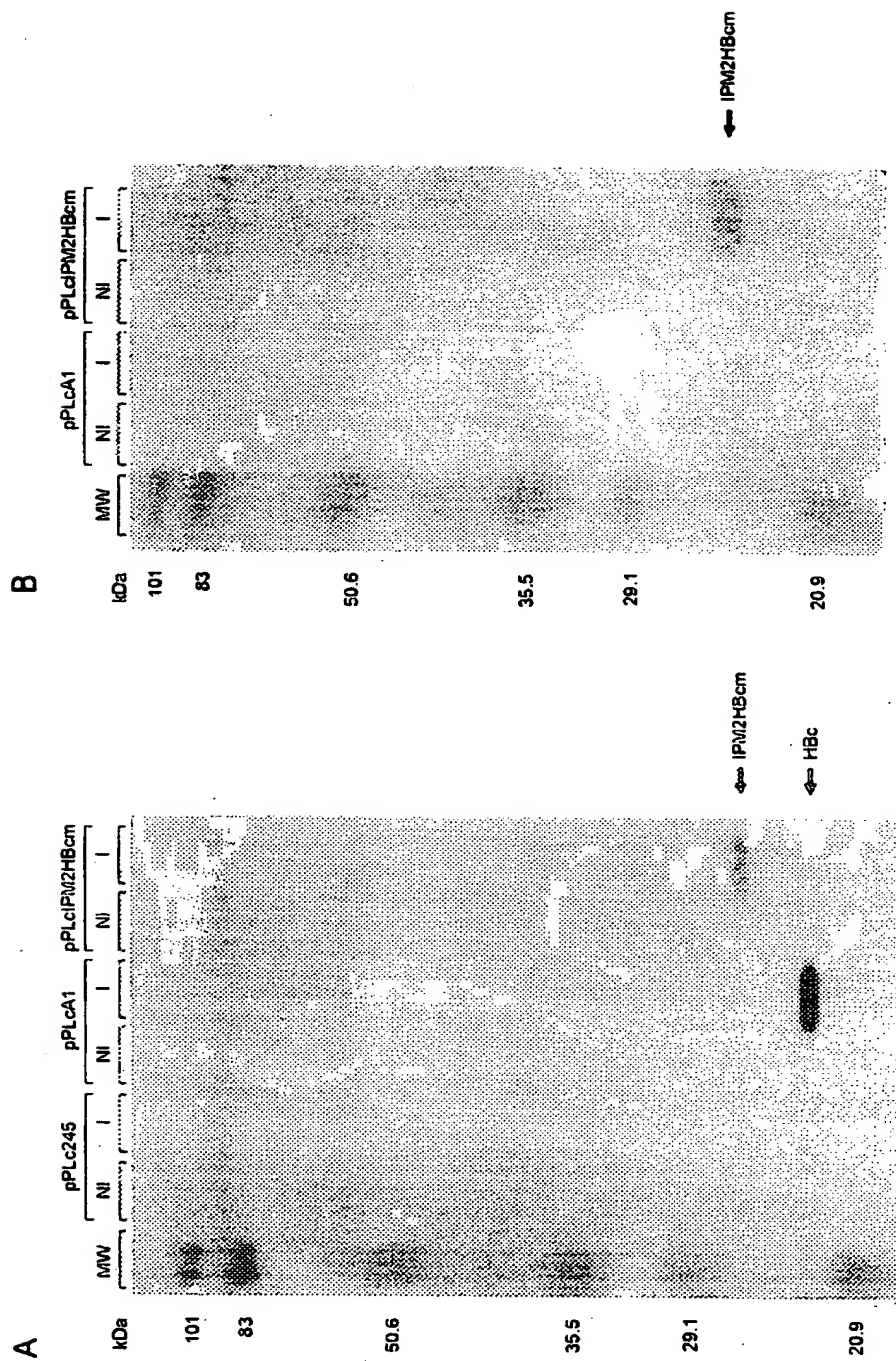 A
kDa
MW
pPLc245
pPLcA1
pPLcIPM2HBcm
NI
I
NI
I
NI
I
101
83
50.6
35.5
29.1
20.9
IPM2HBcm
HBc
B
kDa
MW
pPLcA1
pPLcIPM2HBcm
NI
I
NI
I
101
83
50.6
35.5
29.1
20.9
IPM2HBcm